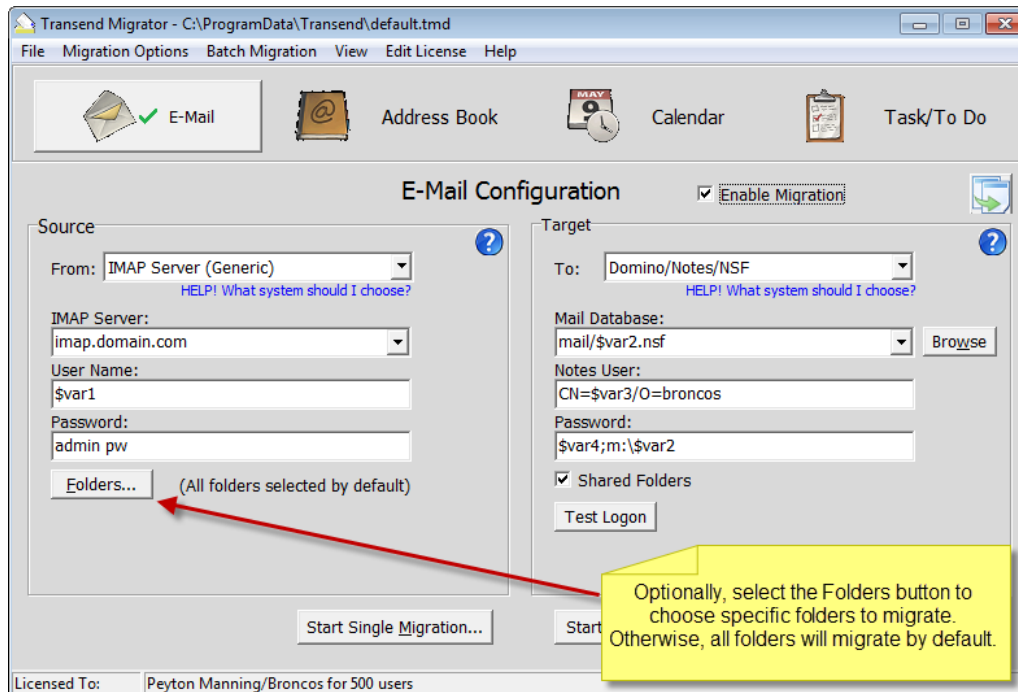 Transend Migrator - C:\ProgramData\Transend\default.tmd
File Migration Options Batch Migration View Edit License Help
E-Mail
Address Book
MAY
9
Calendar
Task/To Do
E-Mail Configuration
Enable Migration
Source
From: IMAP Server (Generic)
HELP! What system should I choose?
IMAP Server:
imap.domain.com
User Name:
$var1
Password:
admin pw
Folders... (All folders selected by default)
Start Single Migration...
Target
To: Domino/Notes/NSF
HELP! What system should I choose?
Mail Database:
mail/$var2.nsf
Browse
Notes User:
CN=$var3/O=broncos
Password:
$var4;m:\$var2
Shared Folders
Test Logon
Start
Optionally, select the Folders button to
choose specific folders to migrate.
Otherwise, all folders will migrate by default.
Licensed To: Peyton Manning/Broncos for 500 users